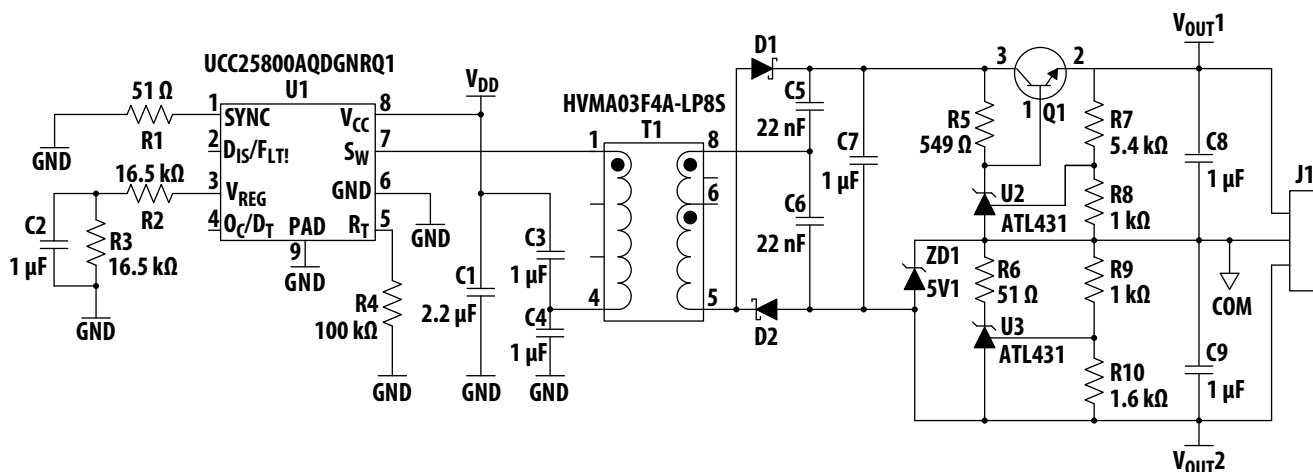 UCC25800AQDGNRQ1
U1
51 Ω
R1
GND
1 SYNC
2 DIS/FLT!
3 VREG
4 OC/DT
PAD
9
GND
VCC 8
SW 7
GND 6
RT 5
16.5 kΩ
R2
C2
1 µF
R3
16.5 kΩ
GND
GND
R4
100 kΩ
GND
VDD
C1
2.2 µF
GND
C3
1 µF
C4
1 µF
GND
HVMA03F4A-LP8S
T1
1
4
8
6
5
D1
D2
C5
22 nF
C6
22 nF
C7
1 µF
3
2
1
Q1
R5
549 Ω
U2
ATL431
R7
5.4 kΩ
R8
1 kΩ
ZD1
5V1
R6
51 Ω
U3
ATL431
R9
1 kΩ
R10
1.6 kΩ
VOUT1
C8
1 µF
J1
COM
C9
1 µF
VOUT2